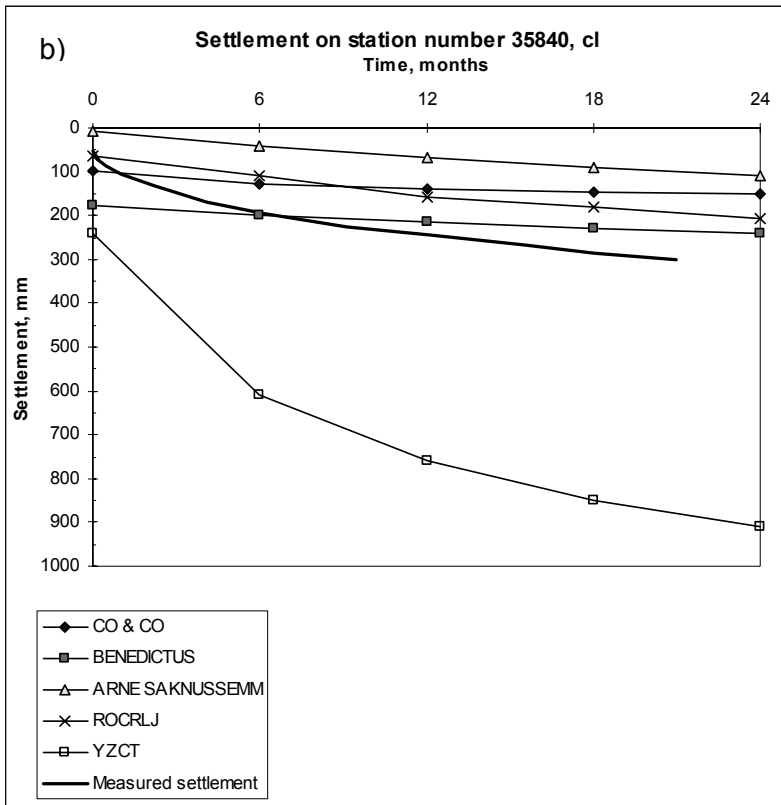 b)
Settlement on station number 35840, cl
Time, months
0 6 12 18 24
Settlement, mm
0
100
200
300
400
500
600
700
800
900
1000
CO & CO
BENEDICTUS
ARNE SAKNUSSEMM
ROCRLJ
YZCT
Measured settlement